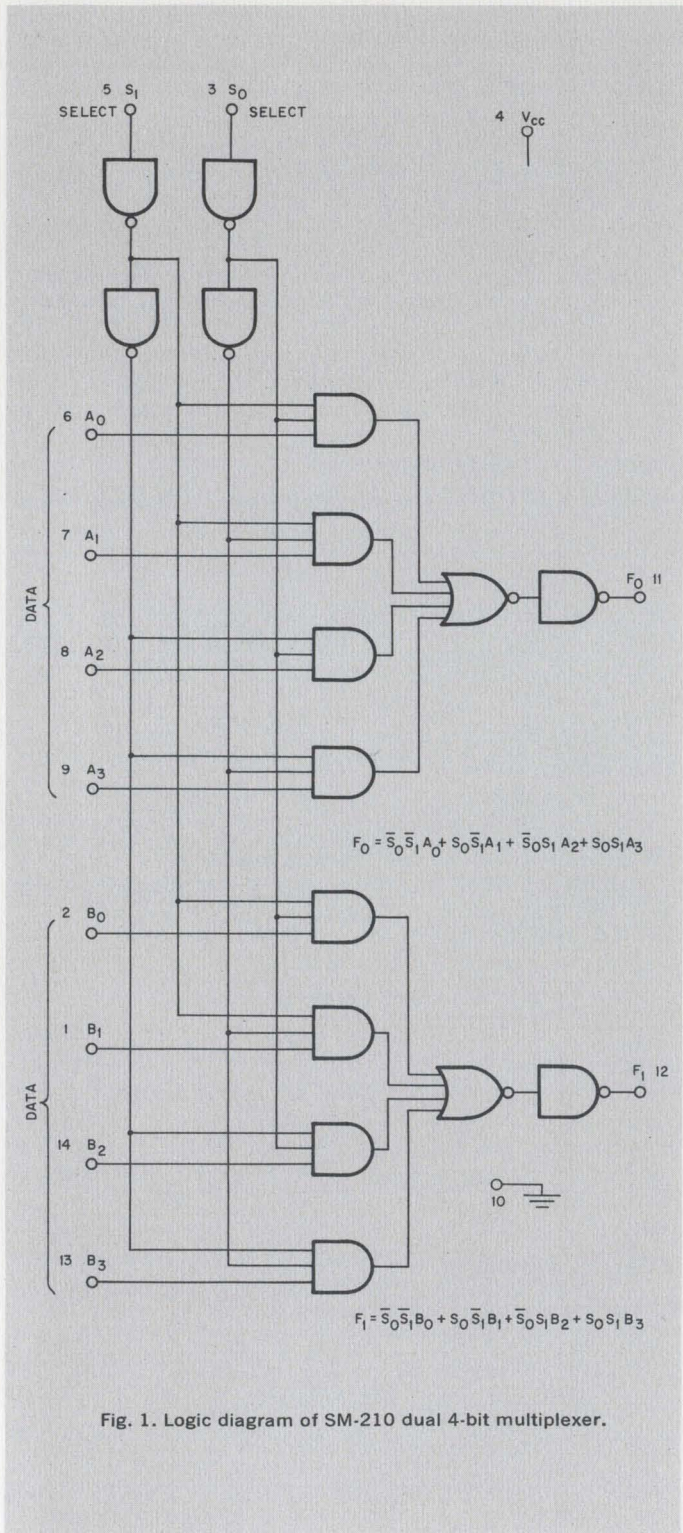 5 S₁ 3 S₀
SELECT SELECT
4 V_CC
6 A₀
7 A₁
8 A₂
9 A₃
DATA
F₀ 11
F₀ = S̅₀S̅₁A₀ + S₀S̅₁A₁ + S̅₀S₁A₂ + S₀S₁A₃
2 B₀
1 B₁
14 B₂
13 B₃
DATA
F₁ 12
10
F₁ = S̅₀S̅₁B₀ + S₀S̅₁B₁ + S̅₀S₁B₂ + S₀S₁B₃
Fig. 1. Logic diagram of SM-210 dual 4-bit multiplexer.